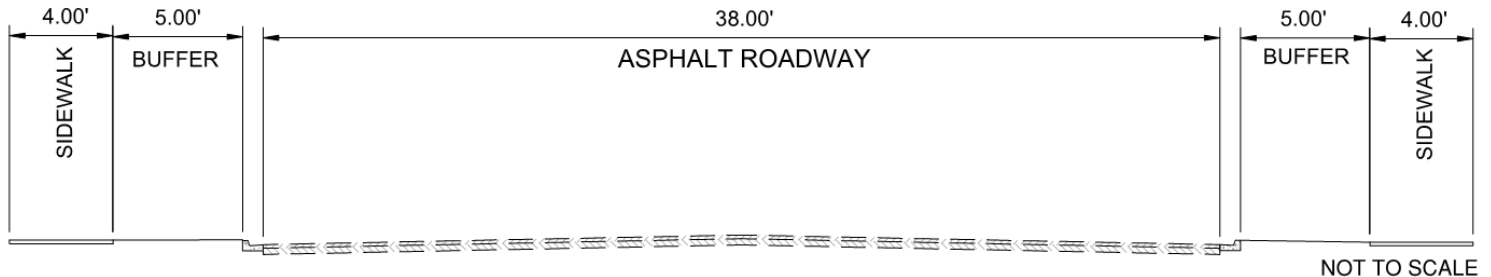 4.00' 5.00' 38.00' 5.00' 4.00'
SIDEWALK BUFFER ASPHALT ROADWAY BUFFER SIDEWALK
NOT TO SCALE